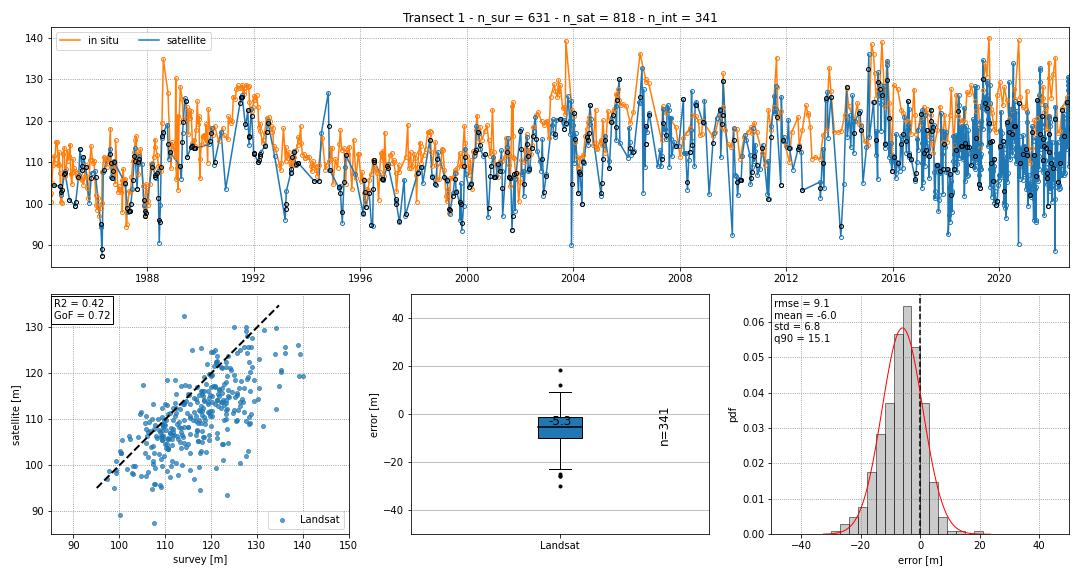 Transect 1 - n_sur = 631 - n_sat = 818 - n_int = 341
in situ
satellite
140
130
120
110
100
90
1988
1992
1996
2000
2004
2008
2012
2016
2020
R2 = 0.42
GoF = 0.72
satellite [m]
130
120
110
100
90
90
100
110
120
130
140
150
survey [m]
Landsat
error [m]
40
20
0
−20
−40
-5.3
n=341
Landsat
rmse = 9.1
mean = -6.0
std = 6.8
q90 = 15.1
pdf
0.06
0.05
0.04
0.03
0.02
0.01
0.00
−40
−20
0
20
40
error [m]